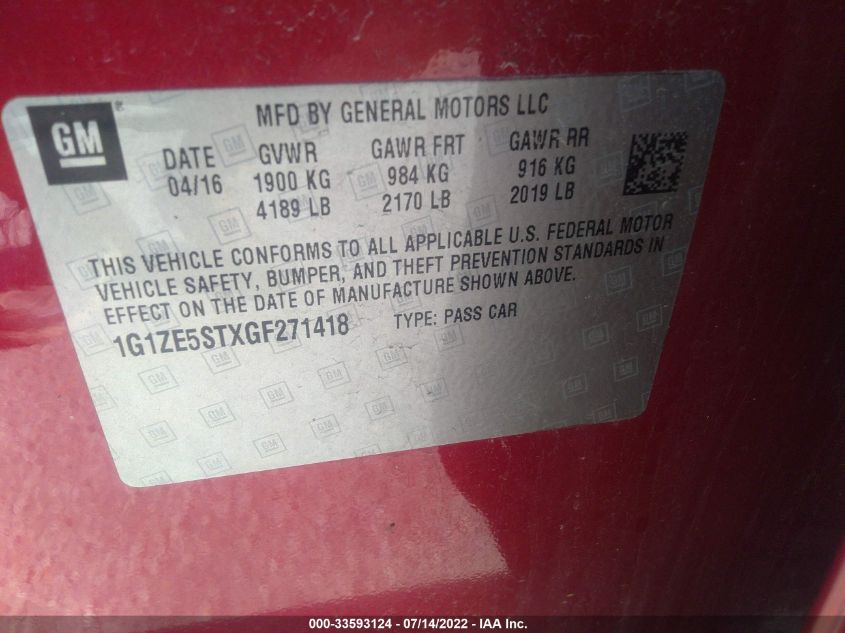 GM
MFD BY GENERAL MOTORS LLC
DATE GVWR GAWR FRT GAWR RR
04/16 1900 KG 984 KG 916 KG
4189 LB 2170 LB 2019 LB
THIS VEHICLE CONFORMS TO ALL APPLICABLE U.S. FEDERAL MOTOR
VEHICLE SAFETY, BUMPER, AND THEFT PREVENTION STANDARDS IN
EFFECT ON THE DATE OF MANUFACTURE SHOWN ABOVE.
1G1ZE5STXGF271418 TYPE: PASS CAR
000-33593124 - 07/14/2022 - IAA Inc.